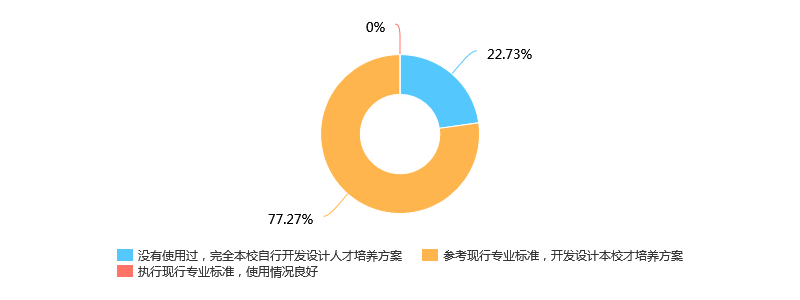 0%
22.73%
77.27%
没有使用过，完全本校自行开发设计人才培养方案
参考现行专业标准，开发设计本校才培养方案
执行现行专业标准，使用情况良好